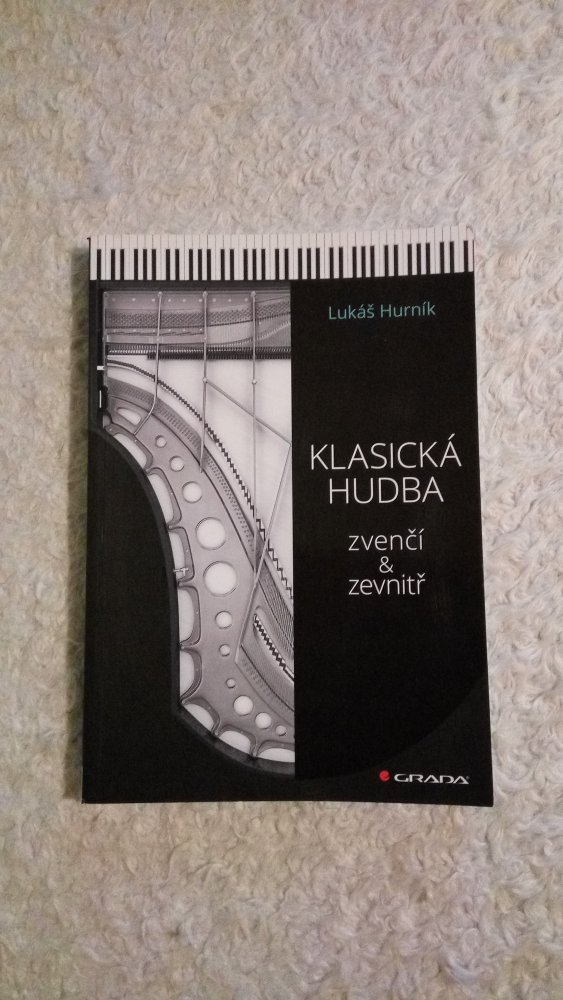 Lukáš Hurník
KLASICKÁ
HUDBA
zvenčí
&
zevnitř
GRADA